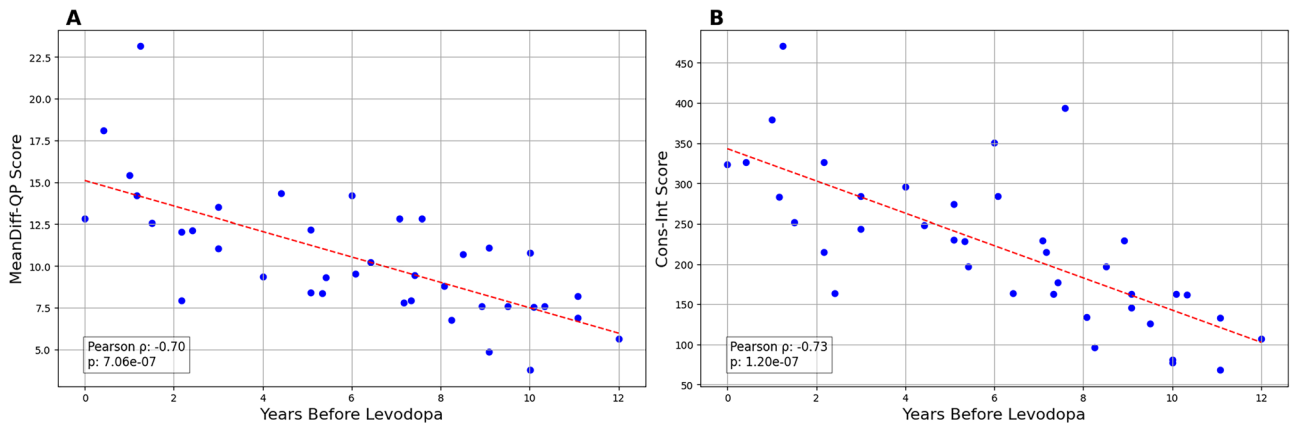 A
MeanDiff-QP Score
22.5
20.0
17.5
15.0
12.5
10.0
7.5
5.0
Pearson ρ: -0.70
p: 7.06e-07
0 2 4 6 8 10 12
Years Before Levodopa
B
Cons-Int Score
450
400
350
300
250
200
150
100
50
Pearson ρ: -0.73
p: 1.20e-07
0 2 4 6 8 10 12
Years Before Levodopa